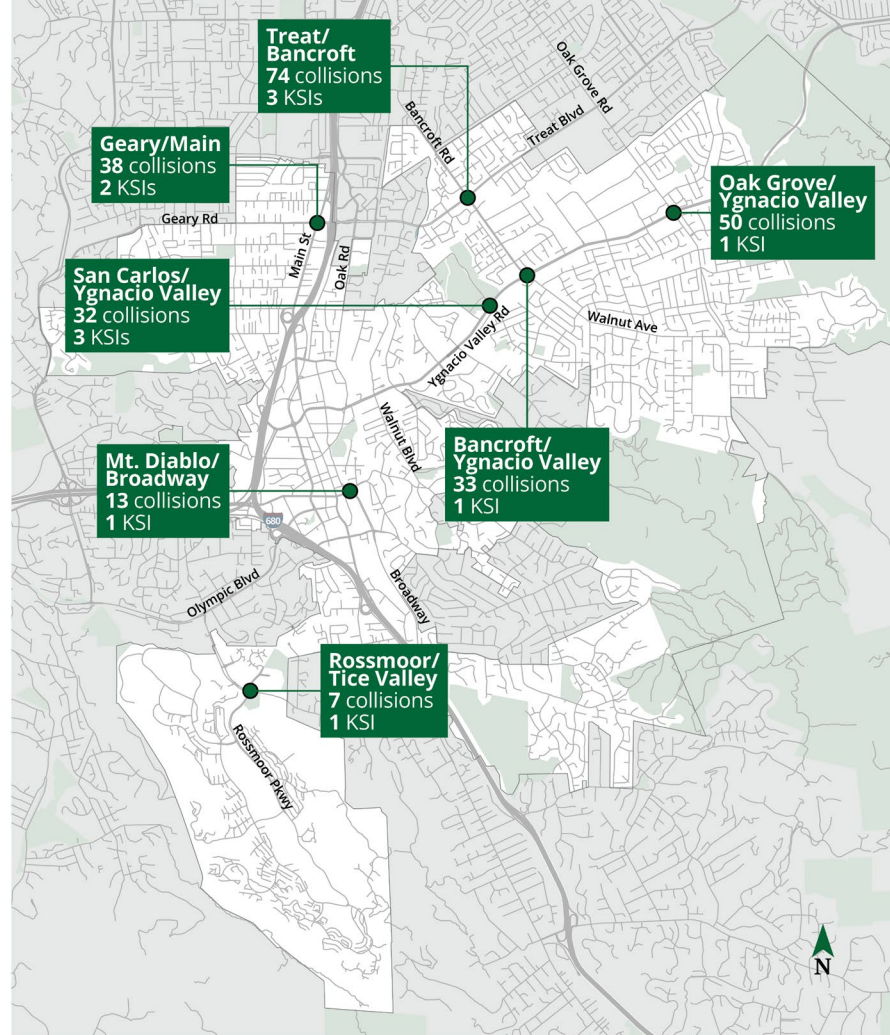 Treat/
Bancroft
74 collisions
3 KSIs
Oak Grove Rd
Bancroft Rd
Treat Blvd
Geary/Main
38 collisions
2 KSIs
Oak Grove/
Ygnacio Valley
50 collisions
1 KSI
Geary Rd
Main St
Oak Rd
San Carlos/
Ygnacio Valley
32 collisions
3 KSIs
Ygnacio Valley Rd
Walnut Ave
Walnut Blvd
Bancroft/
Ygnacio Valley
33 collisions
1 KSI
Mt. Diablo/
Broadway
13 collisions
1 KSI
680
Olympic Blvd
Broadway
Rossmoor/
Tice Valley
7 collisions
1 KSI
Rossmoor Pkwy
N